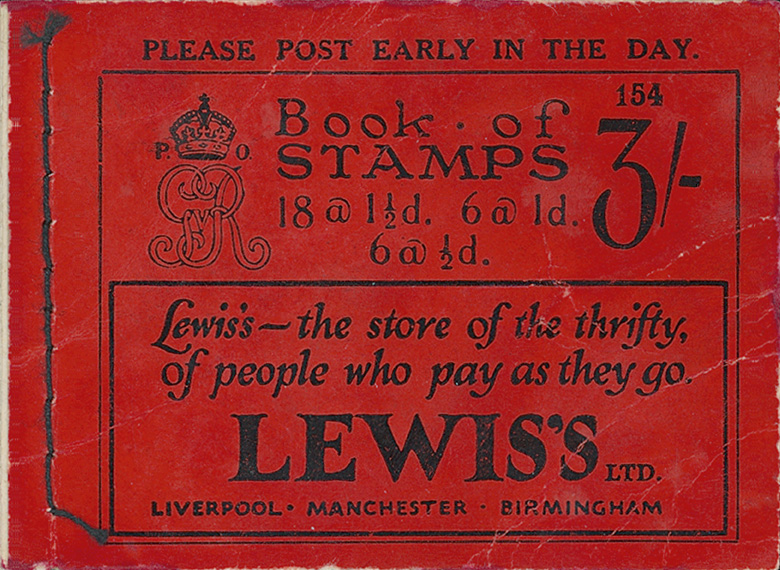 PLEASE POST EARLY IN THE DAY.
154
P. O.
GR
Book · of
STAMPS
3/-
18 @ 1½d. 6 @ 1d.
6 @ ½d.
Lewis's — the store of the thrifty,
of people who pay as they go.
LEWIS'S LTD.
LIVERPOOL · MANCHESTER · BIRMINGHAM